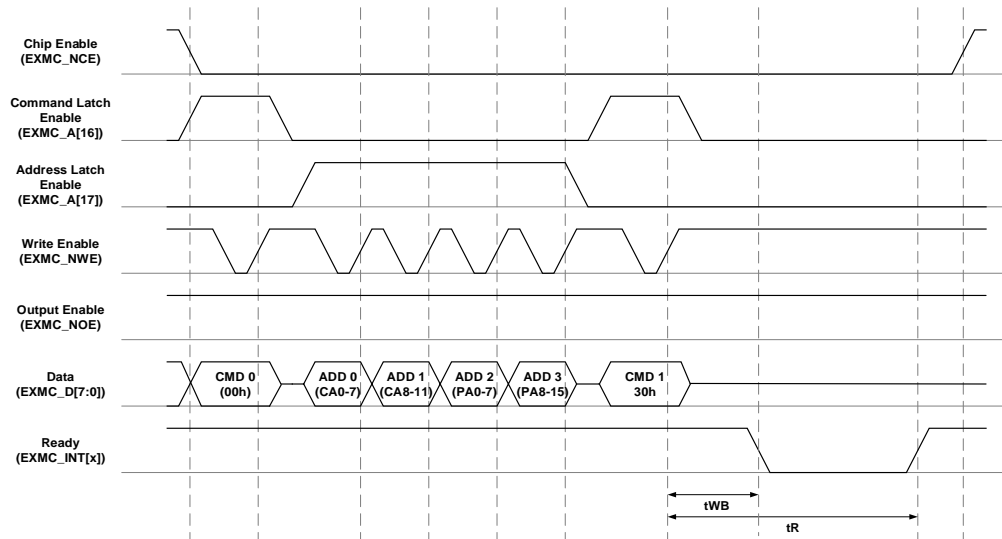 Chip Enable
(EXMC_NCE)
Command Latch
Enable
(EXMC_A[16])
Address Latch
Enable
(EXMC_A[17])
Write Enable
(EXMC_NWE)
Output Enable
(EXMC_NOE)
Data
(EXMC_D[7:0])
CMD 0
(00h)
ADD 0
(CA0-7)
ADD 1
(CA8-11)
ADD 2
(PA0-7)
ADD 3
(PA8-15)
CMD 1
30h
Ready
(EXMC_INT[x])
tWB
tR